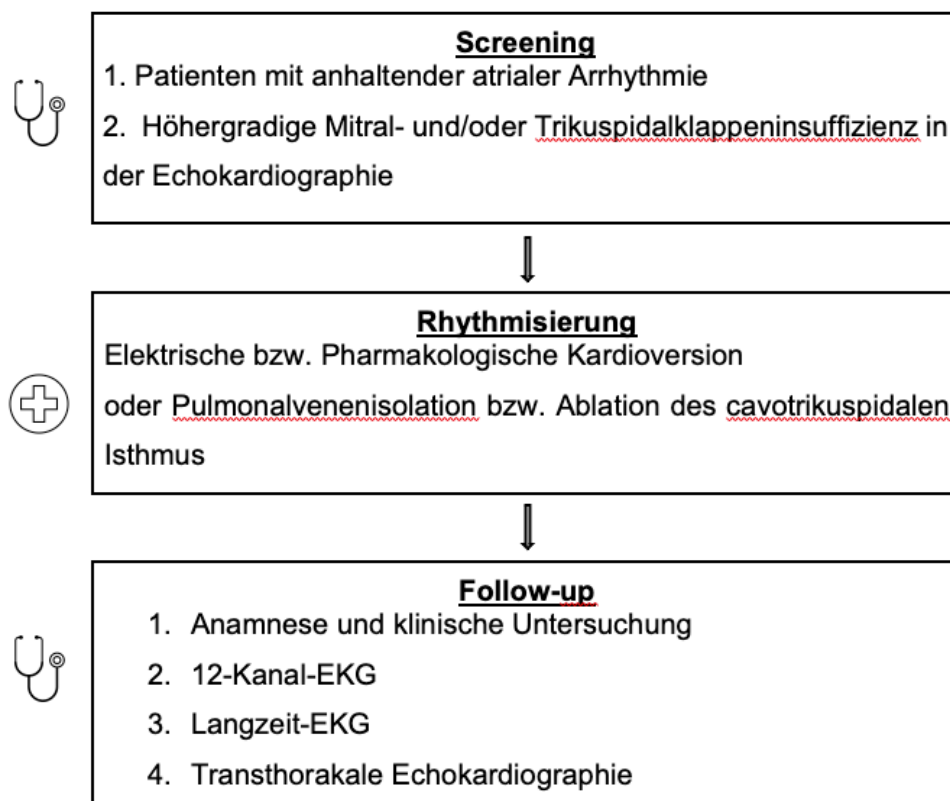 Screening
1. Patienten mit anhaltender atrialer Arrhythmie
2. Höhergradige Mitral- und/oder Trikuspidalklappeninsuffizienz in
der Echokardiographie
Rhythmisierung
Elektrische bzw. Pharmakologische Kardioversion
oder Pulmonalvenenisolation bzw. Ablation des cavotrikuspidalen
Isthmus
Follow-up
1. Anamnese und klinische Untersuchung
2. 12-Kanal-EKG
3. Langzeit-EKG
4. Transthorakale Echokardiographie